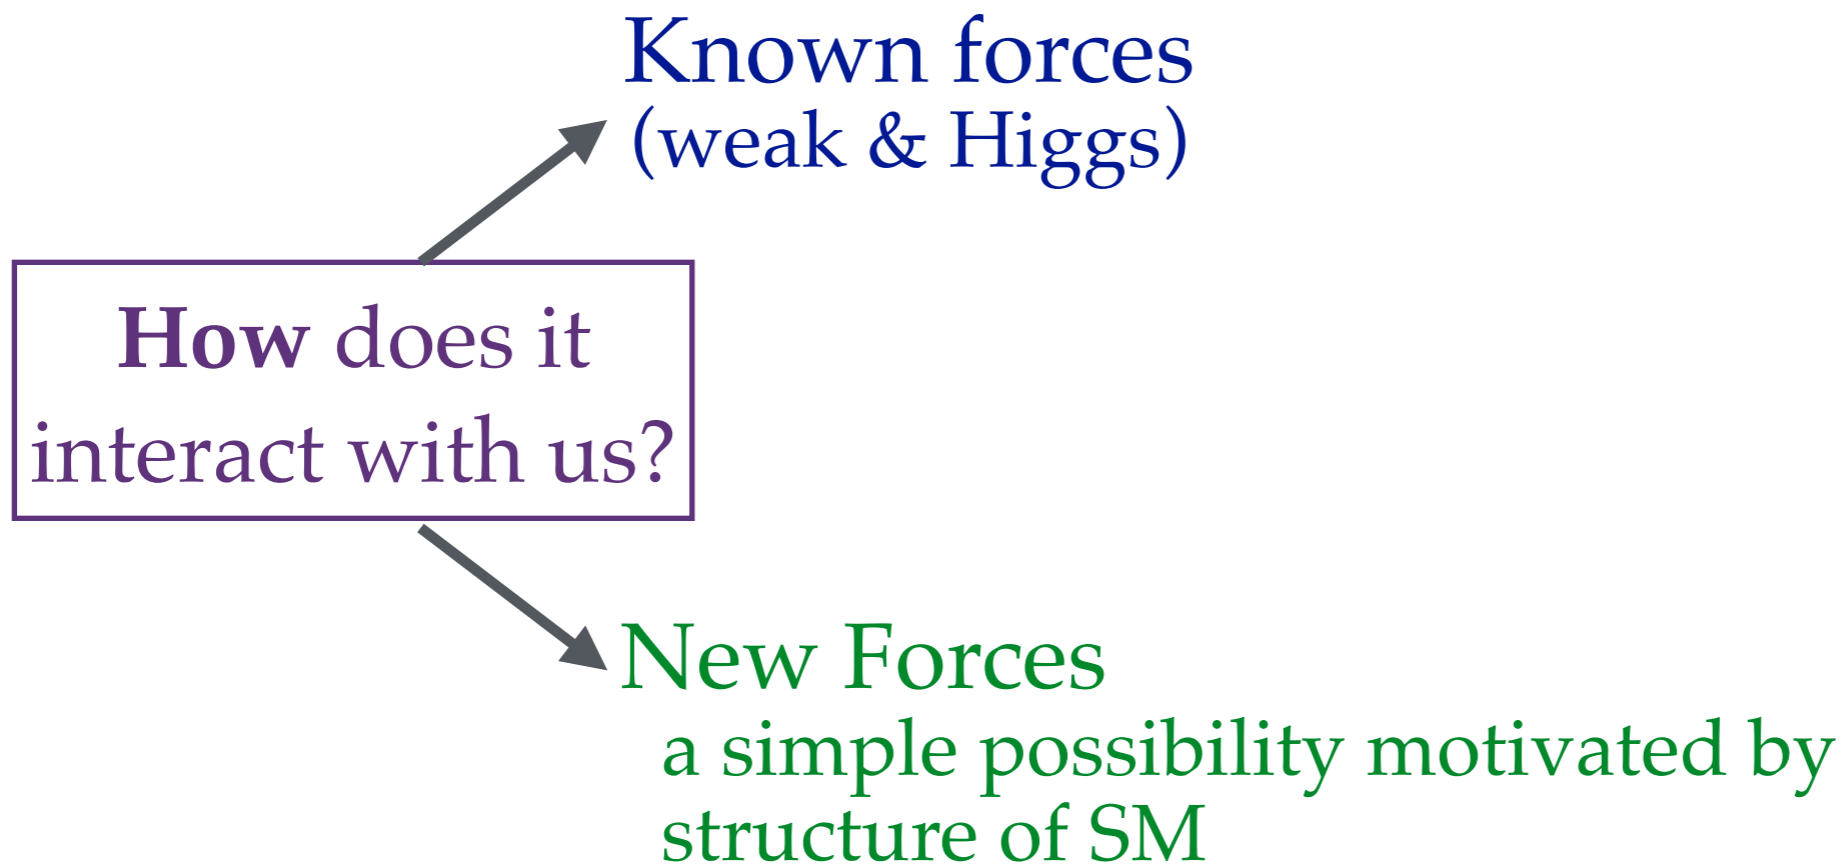 Known forces
(weak & Higgs)
How does it
interact with us?
New Forces
a simple possibility motivated by
structure of SM